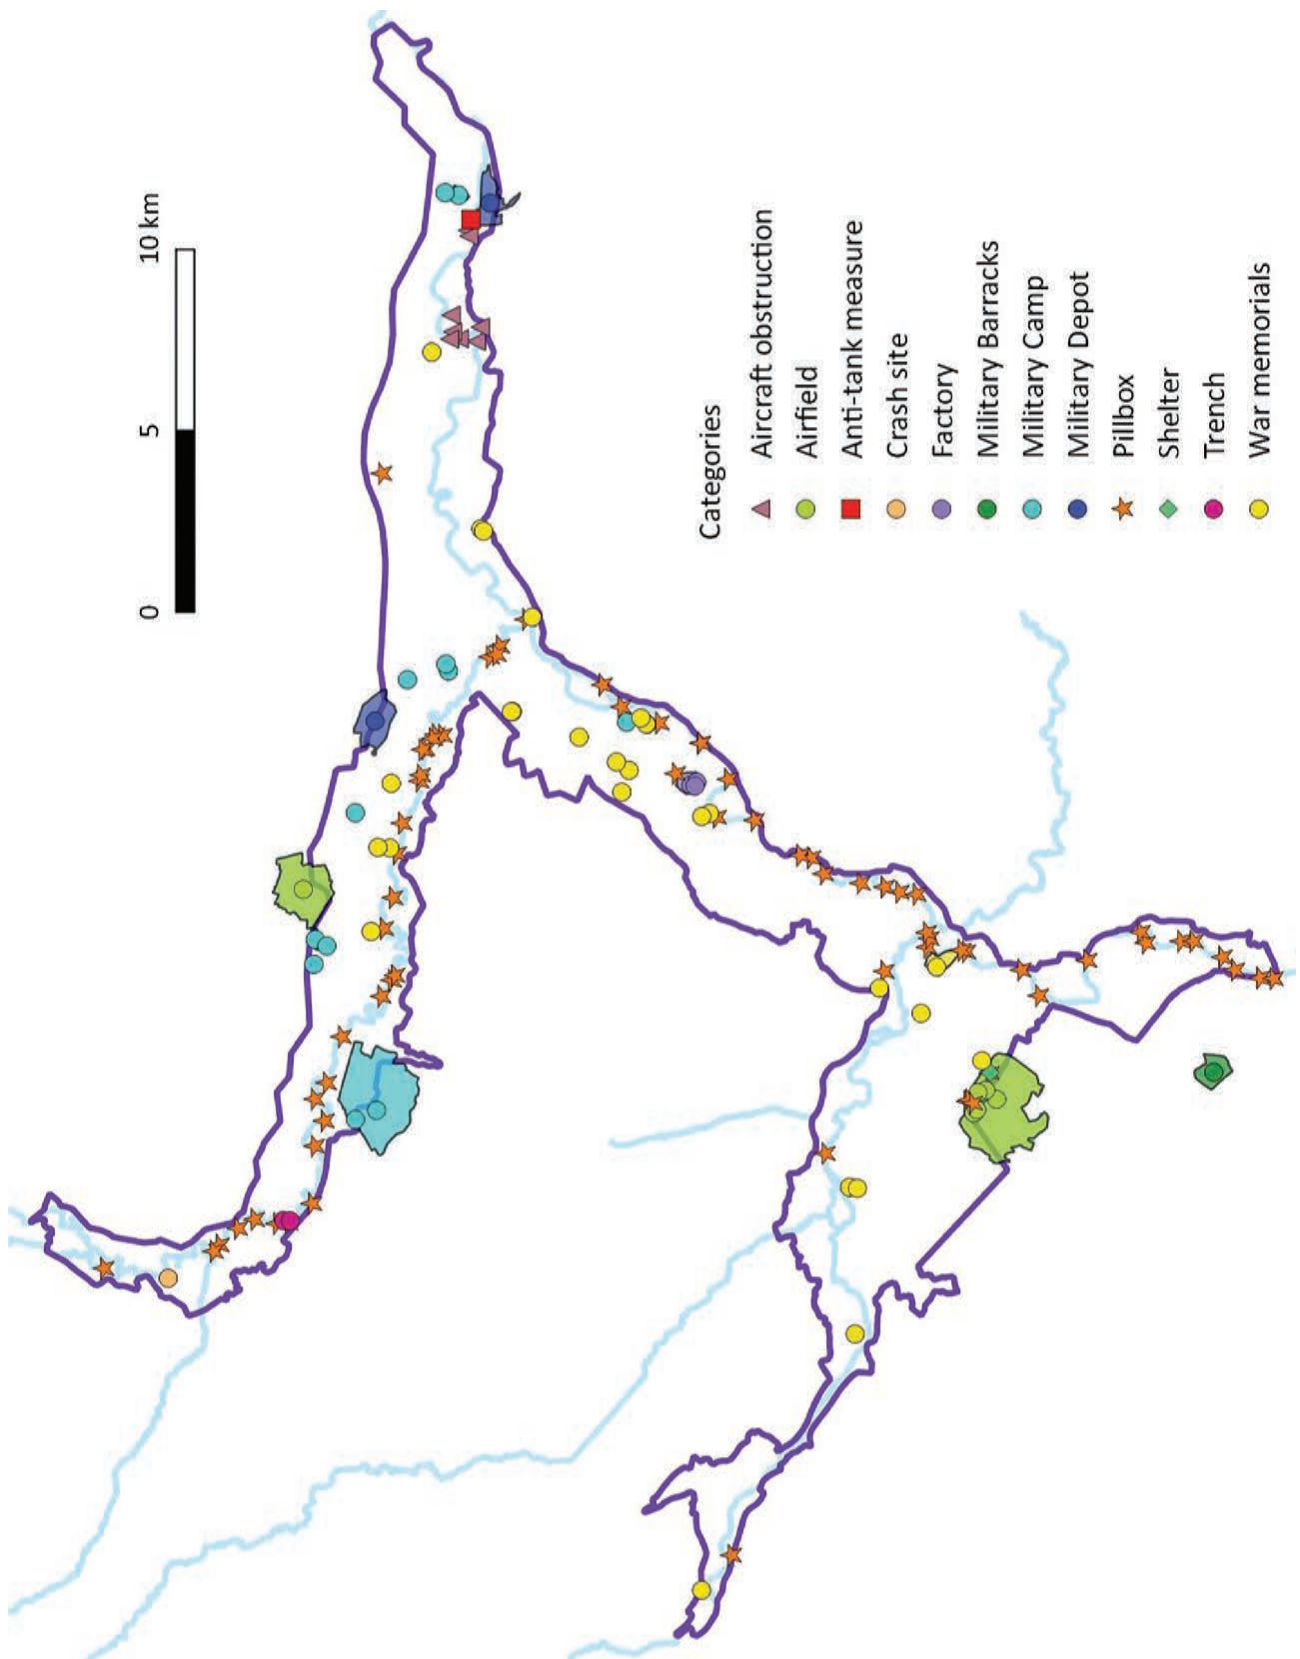 0 5 10 km
Categories
Aircraft obstruction
Airfield
Anti-tank measure
Crash site
Factory
Military Barracks
Military Camp
Military Depot
Pillbox
Shelter
Trench
War memorials